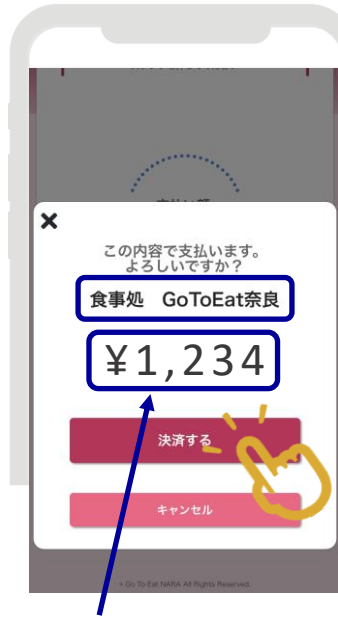 ×
この内容で支払います。
よろしいですか？
食事処　GoToEat奈良
¥1,234
決済する
キャンセル
Go To Eat NARA All Rights Reserved.